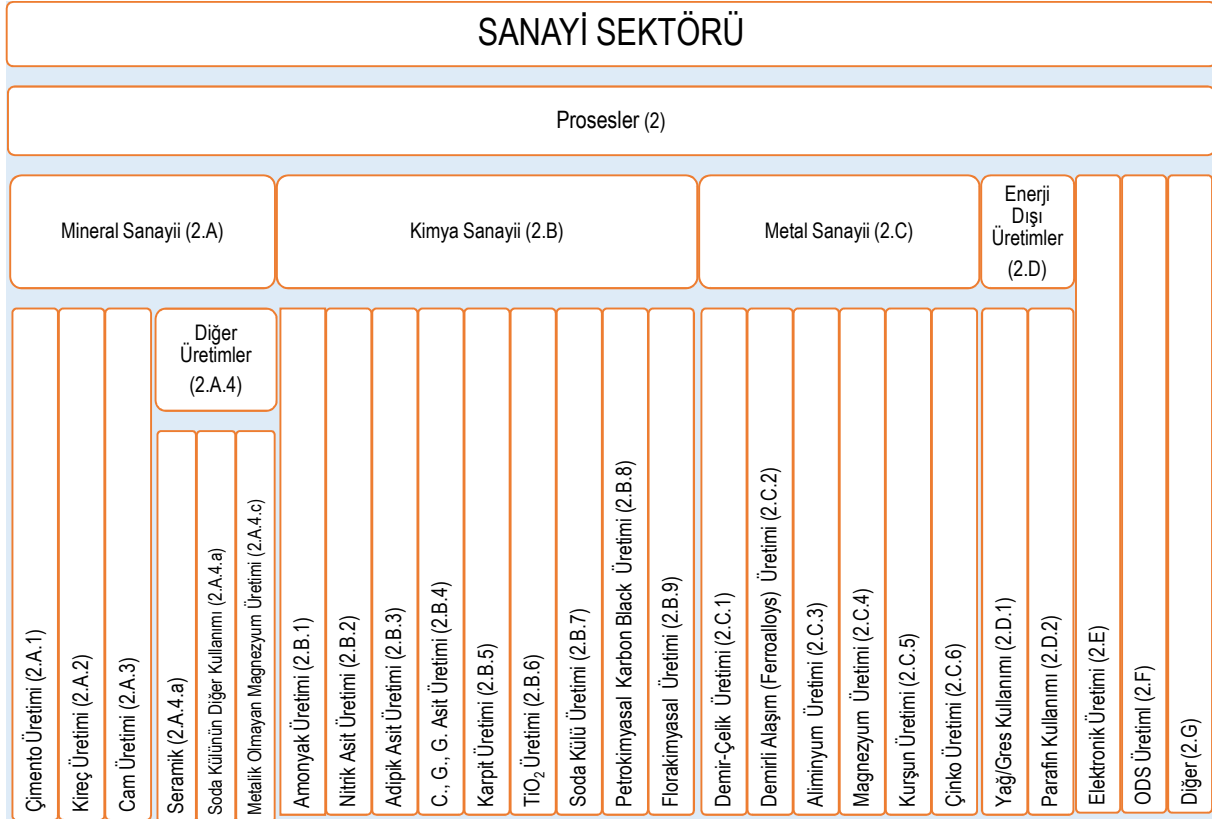 SANAYİ SEKTÖRÜ
Prosesler (2)
Mineral Sanayii (2.A)
Kimya Sanayii (2.B)
Metal Sanayii (2.C)
Enerji
Dışı
Üretimler
(2.D)
Diğer
Üretimler
(2.A.4)
Çimento Üretimi (2.A.1)
Kireç Üretimi (2.A.2)
Cam Üretimi (2.A.3)
Seramik (2.A.4.a)
Soda Külünün Diğer Kullanımı (2.A.4.a)
Metalik Olmayan Magnezyum Üretimi (2.A.4.c)
Amonyak Üretimi (2.B.1)
Nitrik Asit Üretimi (2.B.2)
Adipik Asit Üretimi (2.B.3)
C., G., G. Asit Üretimi (2.B.4)
Karpit Üretimi (2.B.5)
TiO₂ Üretimi (2.B.6)
Soda Külü Üretimi (2.B.7)
Petrokimyasal Karbon Black Üretimi (2.B.8)
Florakimyasal Üretimi (2.B.9)
Demir-Çelik Üretimi (2.C.1)
Demirli Alaşım (Ferroalloys) Üretimi (2.C.2)
Aliminyum Üretimi (2.C.3)
Magnezyum Üretimi (2.C.4)
Kurşun Üretimi (2.C.5)
Çinko Üretimi (2.C.6)
Yağ/Gres Kullanımı (2.D.1)
Parafin Kullanımı (2.D.2)
Elektronik Üretimi (2.E)
ODS Üretiml (2.F)
Diğer (2.G)